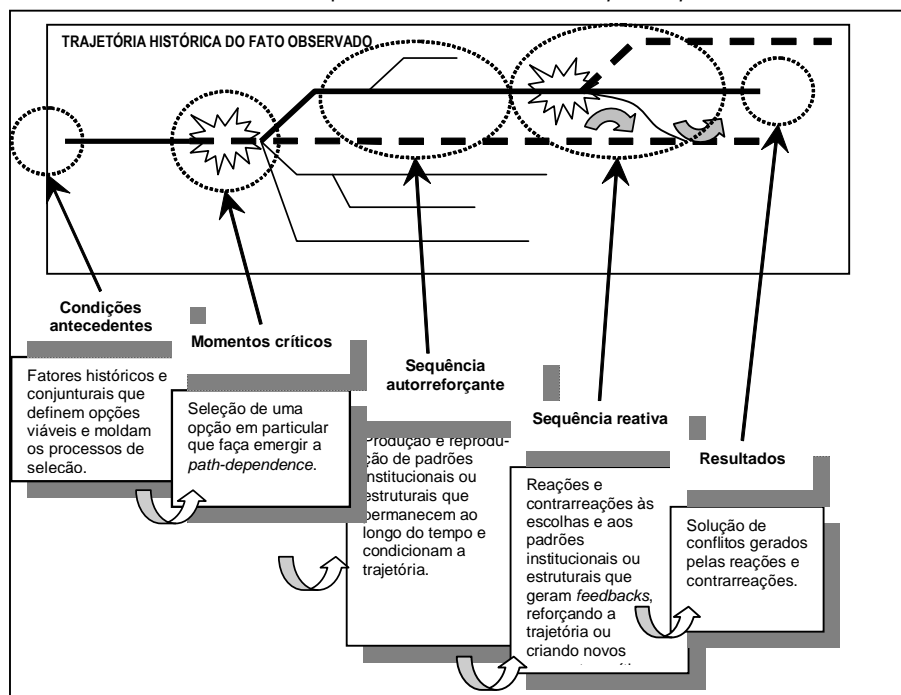 TRAJETÓRIA HISTÓRICA DO FATO OBSERVADO
Condições
antecedentes
Fatores históricos e
conjunturais que
definem opções
viáveis e moldam
os processos de
seleção.
Momentos críticos
Seleção de uma
opção em particular
que faça emergir a
path-dependence.
Sequência
autorreforçante
Produção e reprodu-
ção de padrões
institucionais ou
estruturais que
permanecem ao
longo do tempo e
condicionam a
trajetória.
Sequência reativa
Reações e
contrarreações às
escolhas e aos
padrões
institucionais ou
estruturais que
geram feedbacks,
reforçando a
trajetória ou
criando novos
Resultados
Solução de
conflitos gerados
pelas reações e
contrarreações.